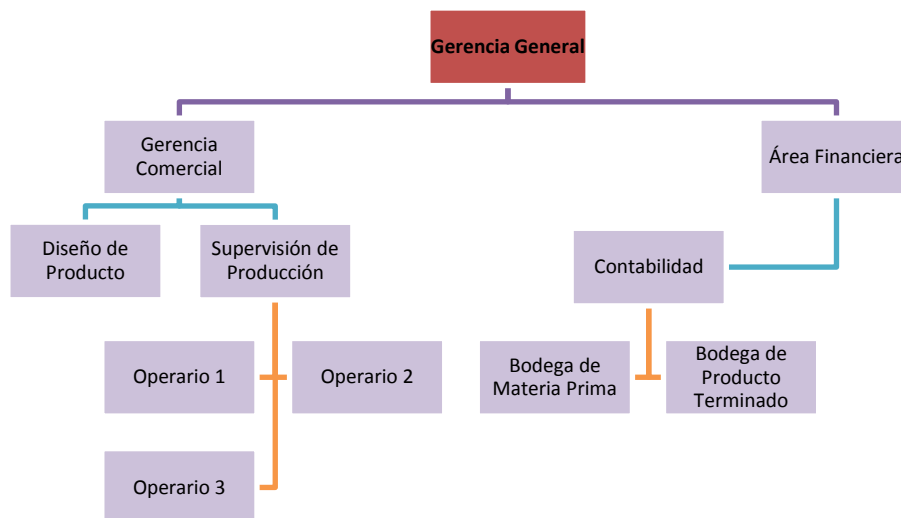 Gerencia General
Gerencia
Comercial
Área Financiera
Diseño de
Producto
Supervisión de
Producción
Contabilidad
Operario 1
Operario 2
Bodega de
Materia Prima
Bodega de
Producto
Terminado
Operario 3